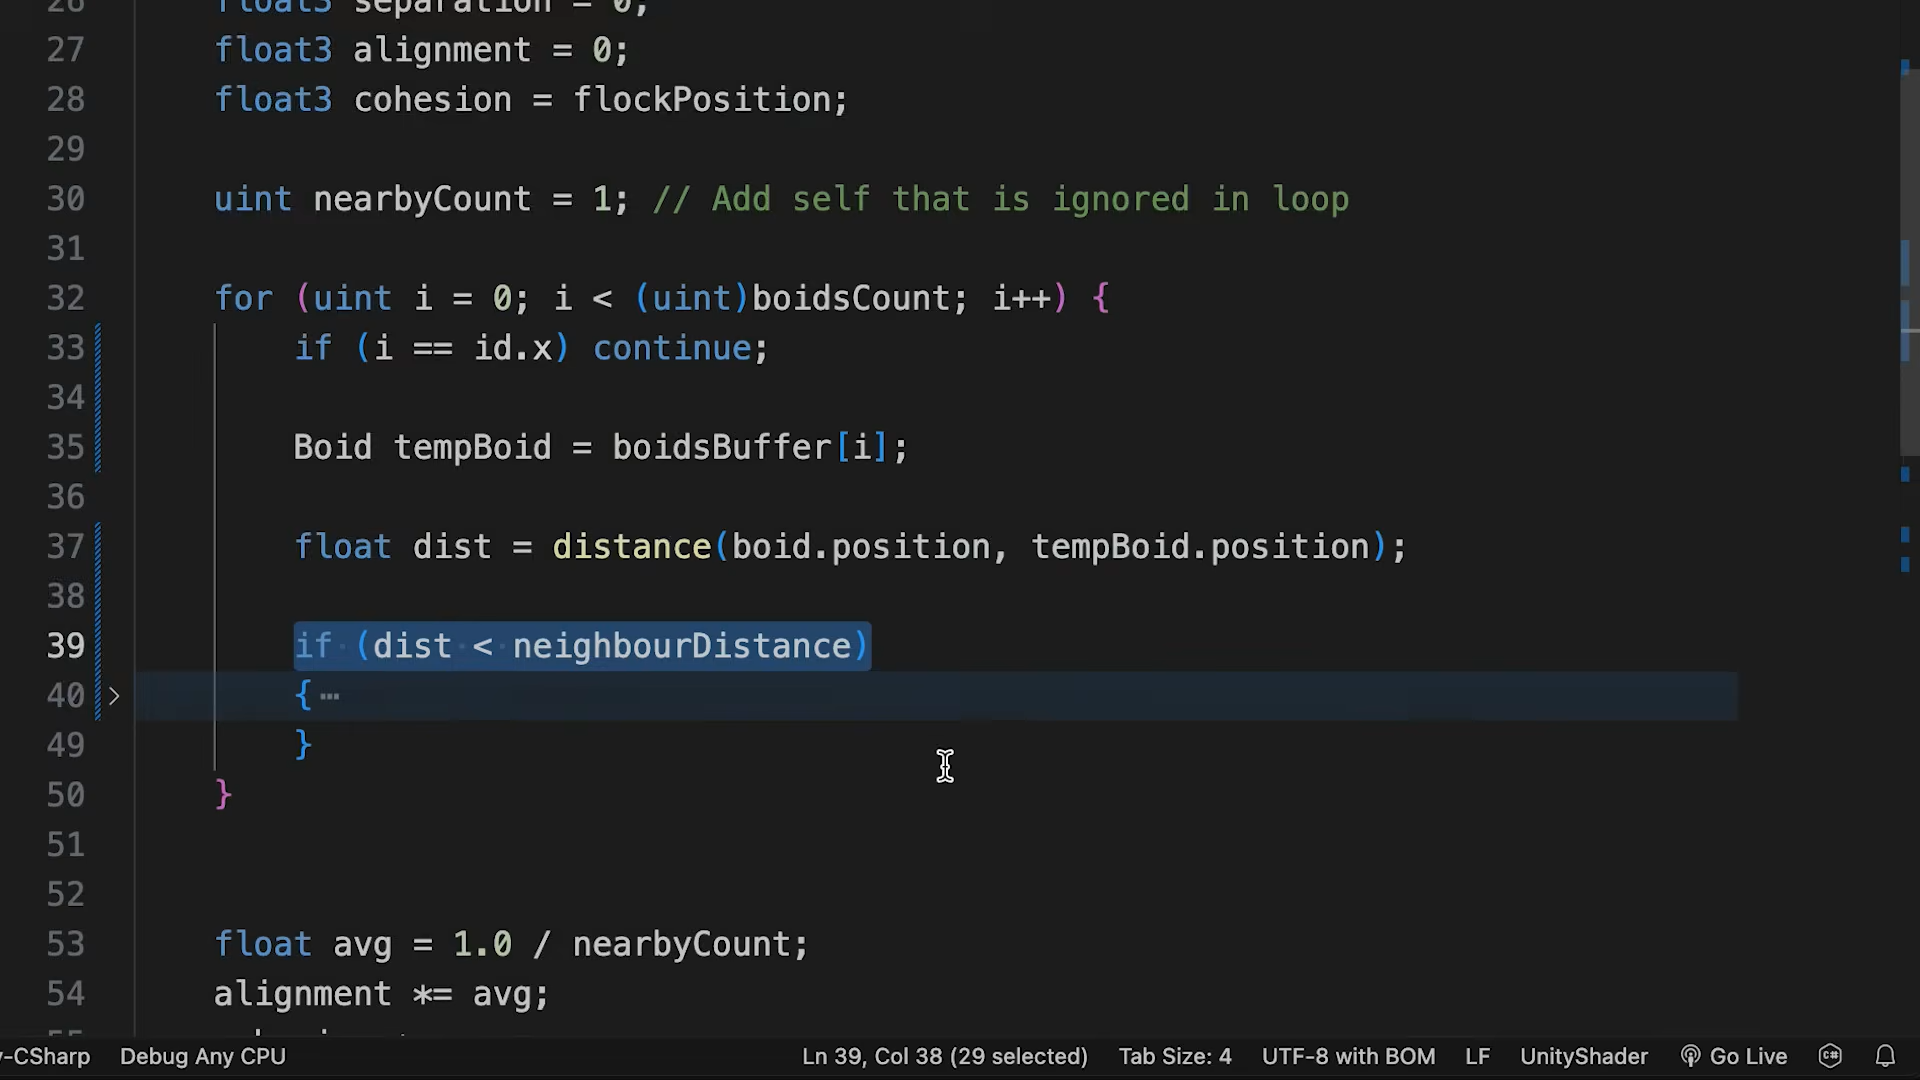 26 float3 separation = 0;
27 float3 alignment = 0;
28 float3 cohesion = flockPosition;
29
30 uint nearbyCount = 1; // Add self that is ignored in loop
31
32 for (uint i = 0; i < (uint)boidsCount; i++) {
33 if (i == id.x) continue;
34
35 Boid tempBoid = boidsBuffer[i];
36
37 float dist = distance(boid.position, tempBoid.position);
38
39 if (dist < neighbourDistance)
40 { …
49 }
50 }
51
52
53 float avg = 1.0 / nearbyCount;
54 alignment *= avg;
y-CSharp Debug Any CPU Ln 39, Col 38 (29 selected) Tab Size: 4 UTF-8 with BOM LF UnityShader Go Live